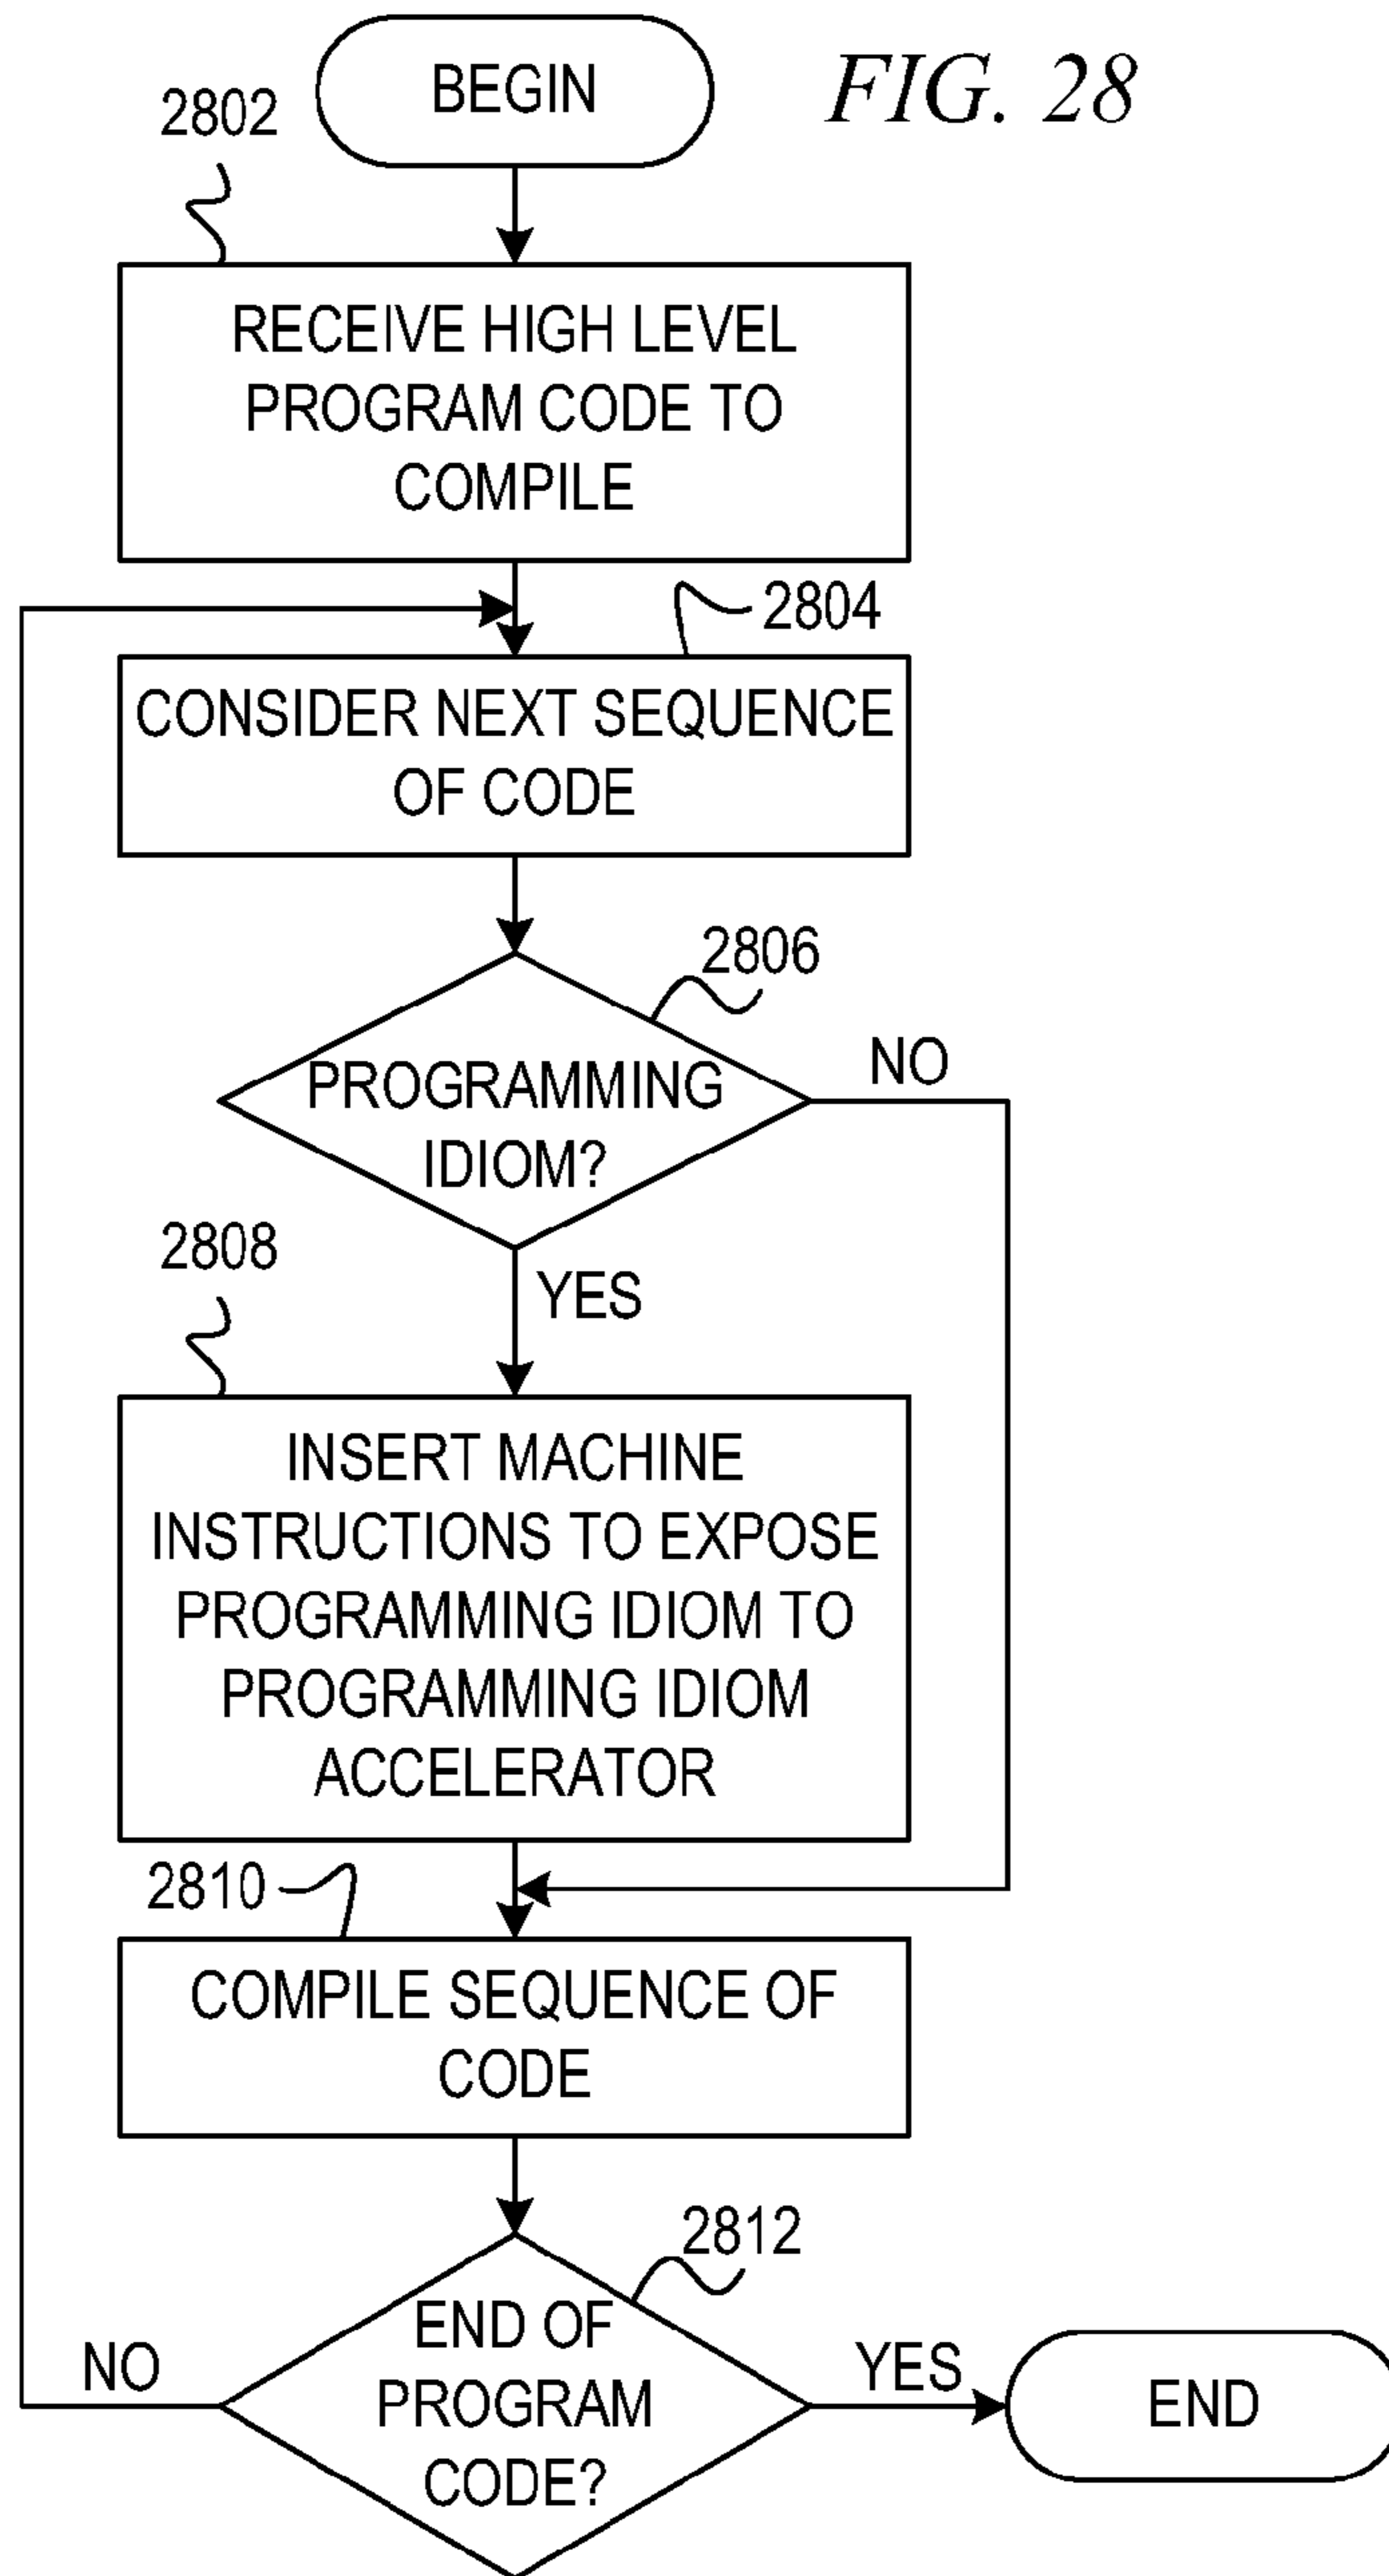 BEGIN
FIG. 28
2802
RECEIVE HIGH LEVEL
PROGRAM CODE TO
COMPILE
2804
CONSIDER NEXT SEQUENCE
OF CODE
2806
PROGRAMMING
IDIOM?
NO
2808
YES
INSERT MACHINE
INSTRUCTIONS TO EXPOSE
PROGRAMMING IDIOM TO
PROGRAMMING IDIOM
ACCELERATOR
2810
COMPILE SEQUENCE OF
CODE
2812
END OF
PROGRAM
CODE?
NO
YES
END